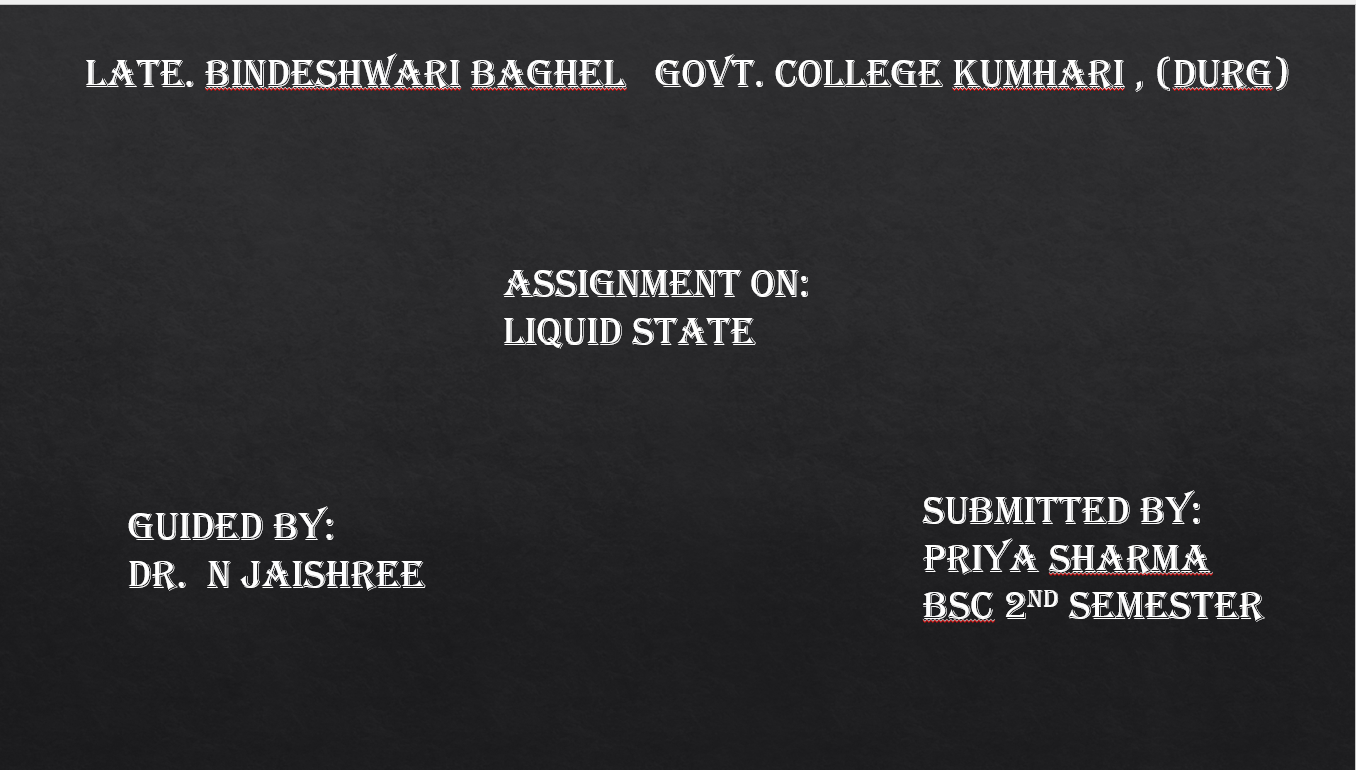 LATE. BINDESHWARI BAGHEL GOVT. COLLEGE KUMHARI , (DURG)
ASSIGNMENT ON:
LIQUID STATE
GUIDED BY:
DR. N JAISHREE
SUBMITTED BY:
PRIYA SHARMA
BSC 2ND SEMESTER